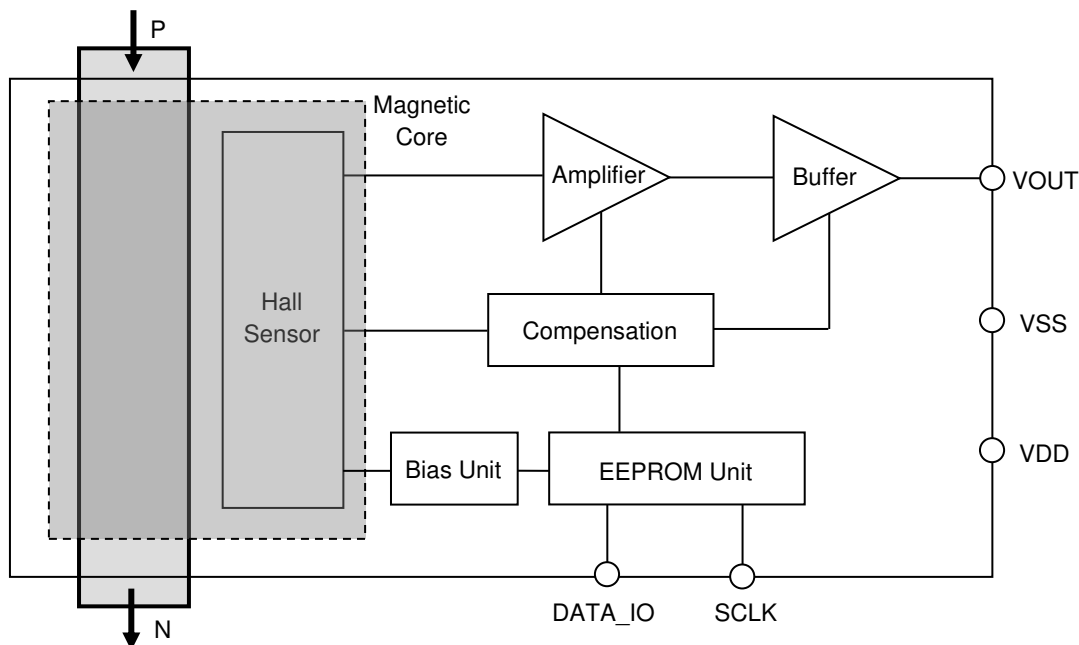 P
Magnetic
Core
Amplifier
Buffer
VOUT
Hall
Sensor
Compensation
VSS
Bias Unit
EEPROM Unit
VDD
DATA_IO
SCLK
N